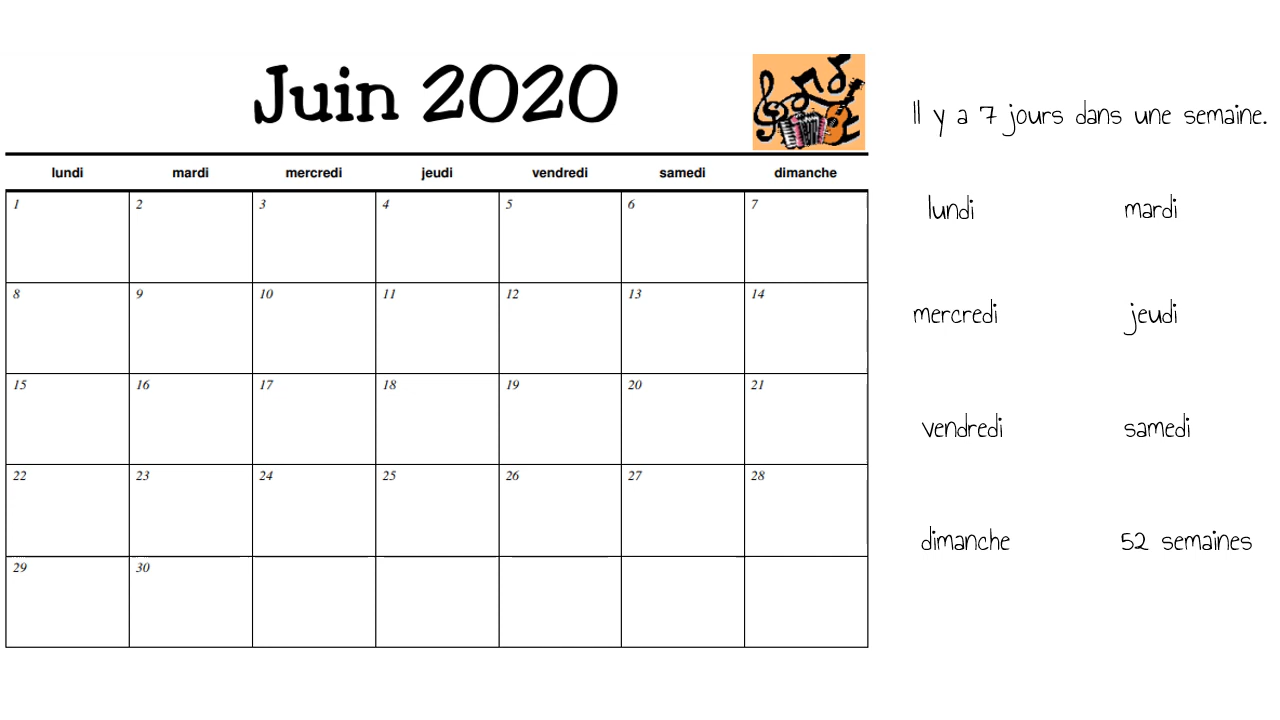 Juin 2020
lundi mardi mercredi jeudi vendredi samedi dimanche
1 2 3 4 5 6 7
8 9 10 11 12 13 14
15 16 17 18 19 20 21
22 23 24 25 26 27 28
29 30
Il y a 7 jours dans une semaine.
lundi mardi
mercredi jeudi
vendredi samedi
dimanche 52 semaines